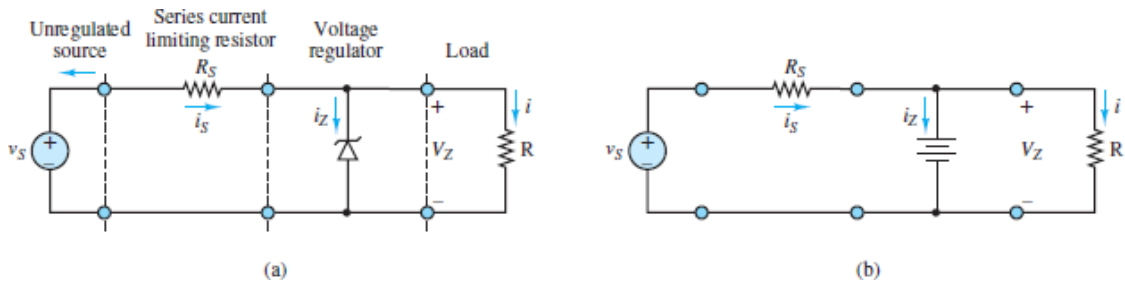 Unregulated
source
Series current
limiting resistor
Voltage
regulator
Load
R_S
i_S
i_Z
+
V_Z
−
i
R
v_S
+
−
(a)
R_S
i_S
i_Z
+
V_Z
−
i
R
v_S
+
−
(b)